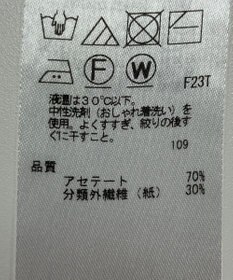 F
W
F23T
液温は30℃以下。
中性洗剤（おしゃれ着洗い）を
使用。よくすすぎ、絞りの後す
ぐに干すこと。
109
品質
アセテート 70%
分類外繊維（紙） 30%